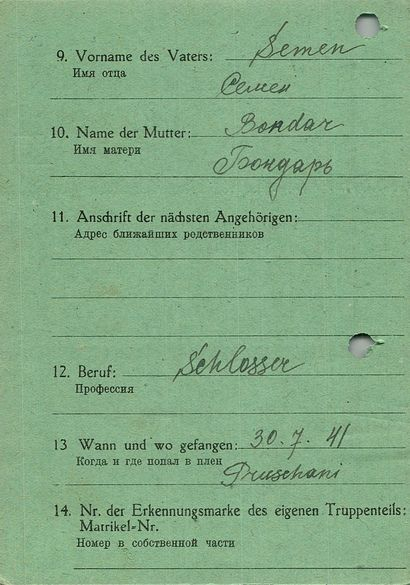 9. Vorname des Vaters: Semen
Имя отца
Семен
10. Name der Mutter: Bondar
Имя матери
Бондарь
11. Anschrift der nächsten Angehörigen:
Адрес ближайших родственников
12. Beruf: Schlosser
Профессия
13 Wann und wo gefangen: 30.7.41
Когда и где попал в плен
Pruschani
14. Nr. der Erkennungsmarke des eigenen Truppenteils:
Matrikel-Nr.
Номер в собственной части